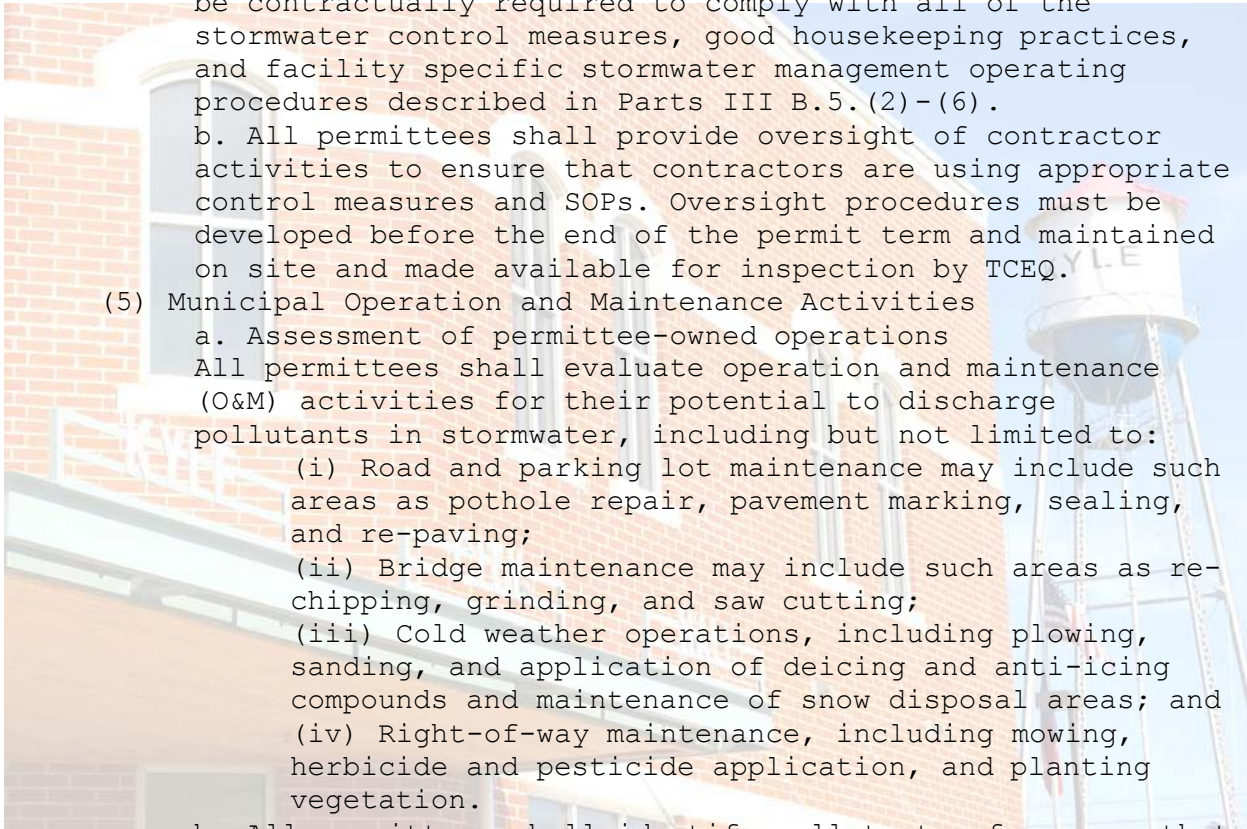 be contractually required to comply with all of the
stormwater control measures, good housekeeping practices,
and facility specific stormwater management operating
procedures described in Parts III B.5.(2)-(6).
b. All permittees shall provide oversight of contractor
activities to ensure that contractors are using appropriate
control measures and SOPs. Oversight procedures must be
developed before the end of the permit term and maintained
on site and made available for inspection by TCEQ.
(5) Municipal Operation and Maintenance Activities
a. Assessment of permittee-owned operations
All permittees shall evaluate operation and maintenance
(O&M) activities for their potential to discharge
pollutants in stormwater, including but not limited to:
(i) Road and parking lot maintenance may include such
areas as pothole repair, pavement marking, sealing,
and re-paving;
(ii) Bridge maintenance may include such areas as re-
chipping, grinding, and saw cutting;
(iii) Cold weather operations, including plowing,
sanding, and application of deicing and anti-icing
compounds and maintenance of snow disposal areas; and
(iv) Right-of-way maintenance, including mowing,
herbicide and pesticide application, and planting
vegetation.
b. All permittees shall identify pollutants of concern that
KYLE